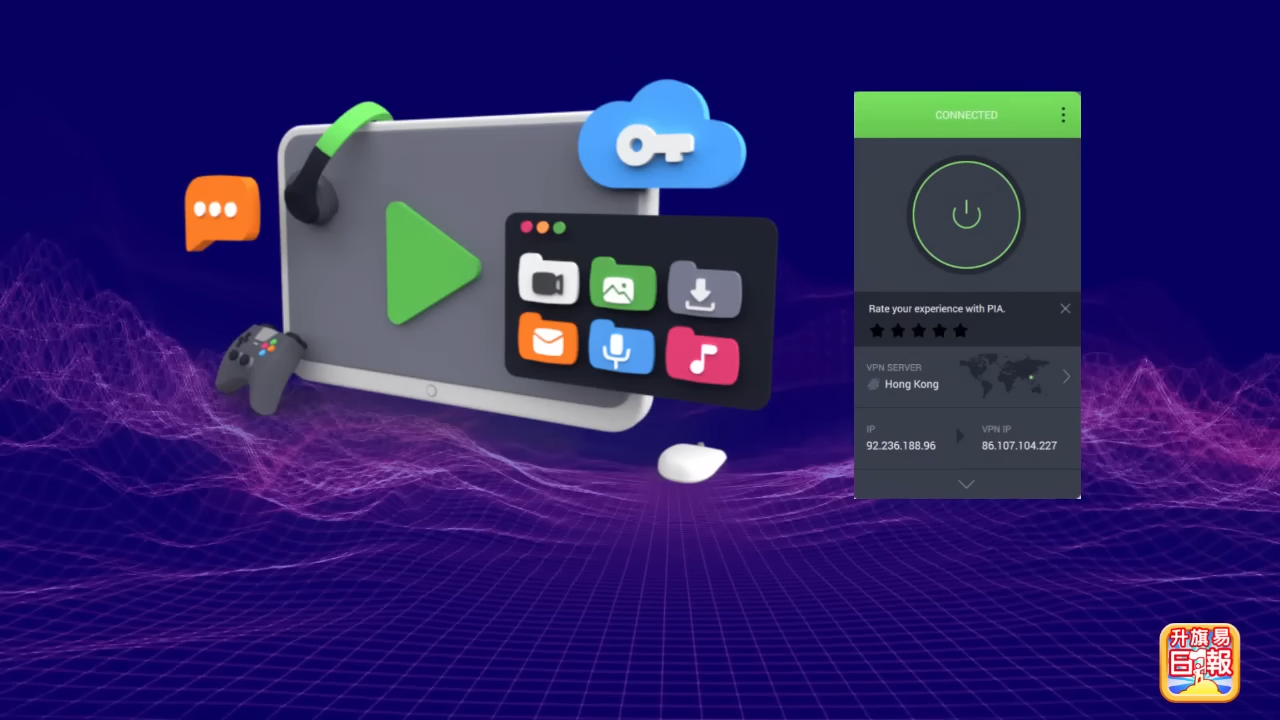 CONNECTED
Rate your experience with PIA.
VPN SERVER
Hong Kong
IP
92.236.188.96
VPN IP
86.107.104.227
升旗易
日報